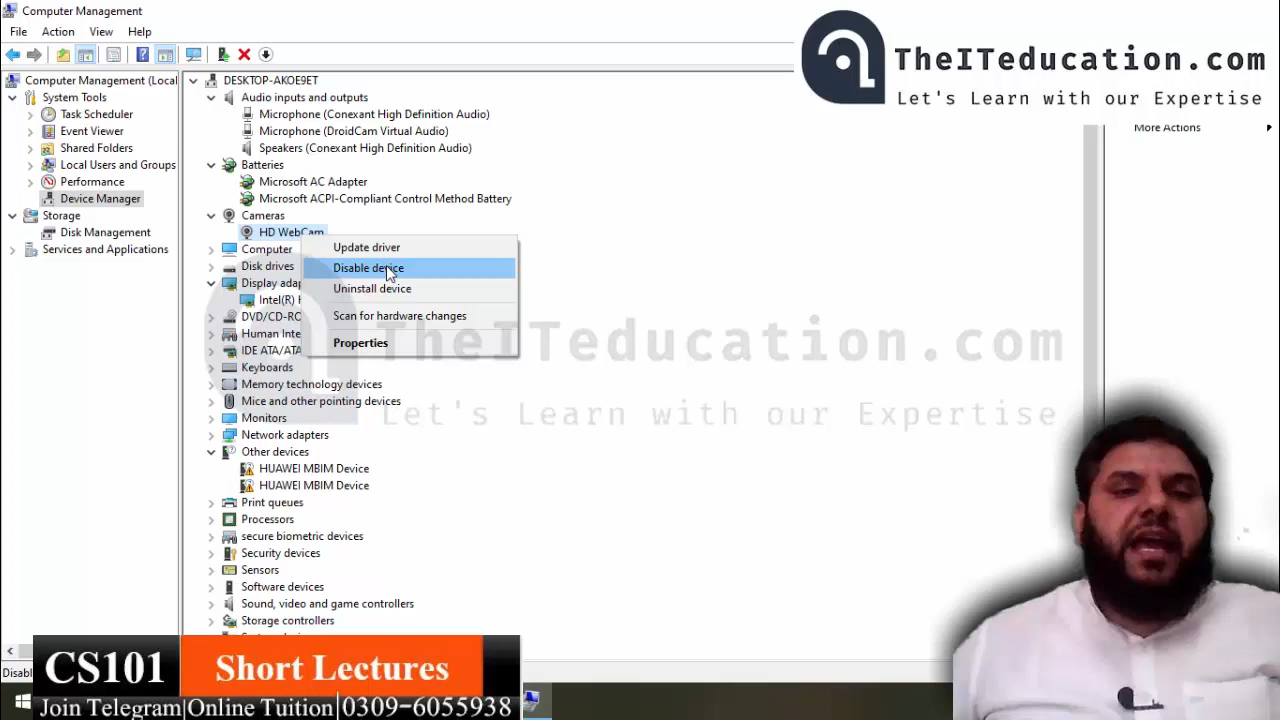 Computer Management
File Action View Help
TheITeducation.com
Let's Learn with our Expertise
Computer Management (Local
System Tools
Task Scheduler
Event Viewer
Shared Folders
Local Users and Groups
Performance
Device Manager
Storage
Disk Management
Services and Applications
DESKTOP-AKOE9ET
Audio inputs and outputs
Microphone (Conexant High Definition Audio)
Microphone (DroidCam Virtual Audio)
Speakers (Conexant High Definition Audio)
Batteries
Microsoft AC Adapter
Microsoft ACPI-Compliant Control Method Battery
Cameras
HD WebCam
Computer
Disk drives
Display adap
Intel(R) H
DVD/CD-RO
Human Inte
IDE ATA/ATA
Keyboards
Memory technology devices
Mice and other pointing devices
Monitors
Network adapters
Other devices
HUAWEI MBIM Device
HUAWEI MBIM Device
Print queues
Processors
secure biometric devices
Security devices
Sensors
Software devices
Sound, video and game controllers
Storage controllers
Update driver
Disable device
Uninstall device
Scan for hardware changes
Properties
More Actions
TheITeducation.com
Let's Learn with our Expertise
Disabl
CS101
Short Lectures
Join Telegram|Online Tuition|0309-6055938